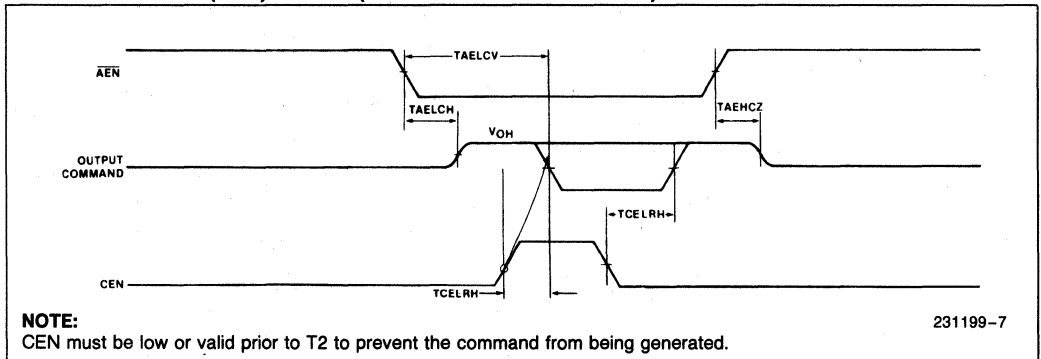 AEN
TAELCV
TAELCH
TAEHCZ
VOH
OUTPUT
COMMAND
TCELRH
CEN
TCELRH
NOTE:
231199-7
CEN must be low or valid prior to T2 to prevent the command from being generated.